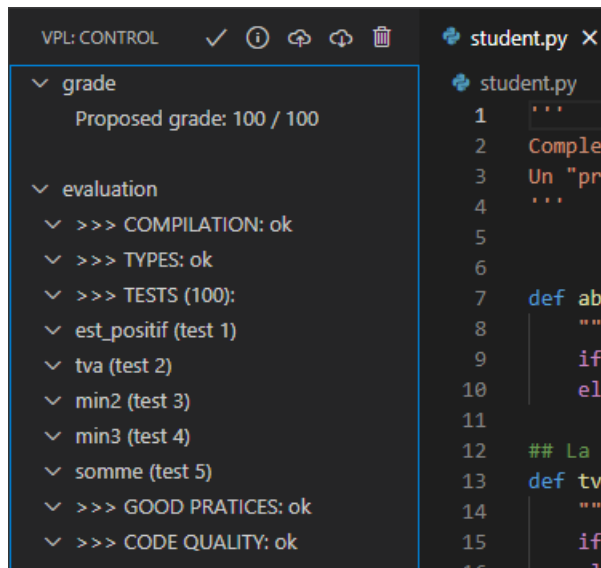 VPL: CONTROL
grade
Proposed grade: 100 / 100
evaluation
>>> COMPILATION: ok
>>> TYPES: ok
>>> TESTS (100):
est_positif (test 1)
tva (test 2)
min2 (test 3)
min3 (test 4)
somme (test 5)
>>> GOOD PRATICES: ok
>>> CODE QUALITY: ok
student.py ×
student.py
1 '''
2 Comple
3 Un "pr
4 '''
5
6
7 def ab
8 ""
9 if
10 el
11
12 ## La
13 def tv
14 ""
15 if